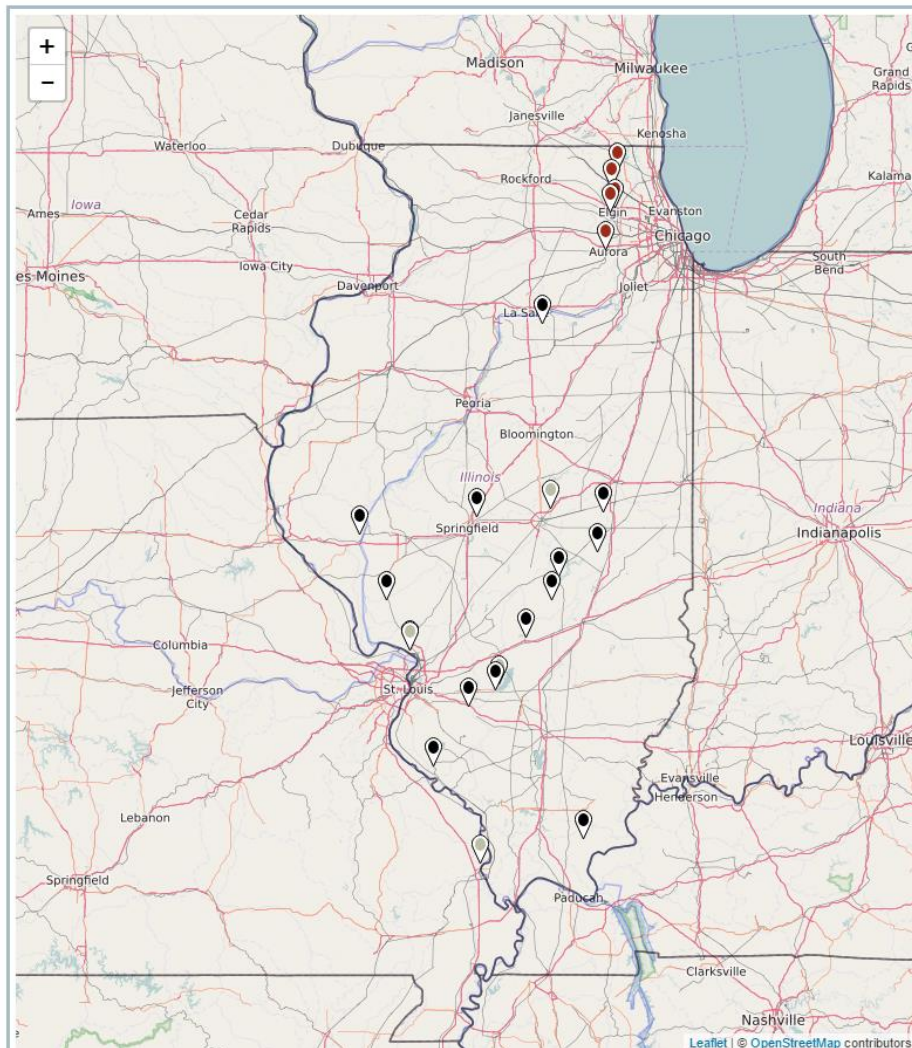 +
−
Madison
Milwaukee
Grand
Rapids
Janesville
Kenosha
Waterloo
Dubuque
Rockford
Kalama
Iowa
Ames
Cedar
Rapids
Elgin
Evanston
Chicago
Iowa City
Aurora
South
Bend
es Moines
Davenport
Joliet
La Sal
Peoria
Bloomington
Illinois
Indiana
Springfield
Indianapolis
Columbia
Jefferson
City
St. Louis
Louisville
Evansville
Henderson
Lebanon
Springfield
Paducah
Clarksville
Nashville
Leaflet | © OpenStreetMap contributors